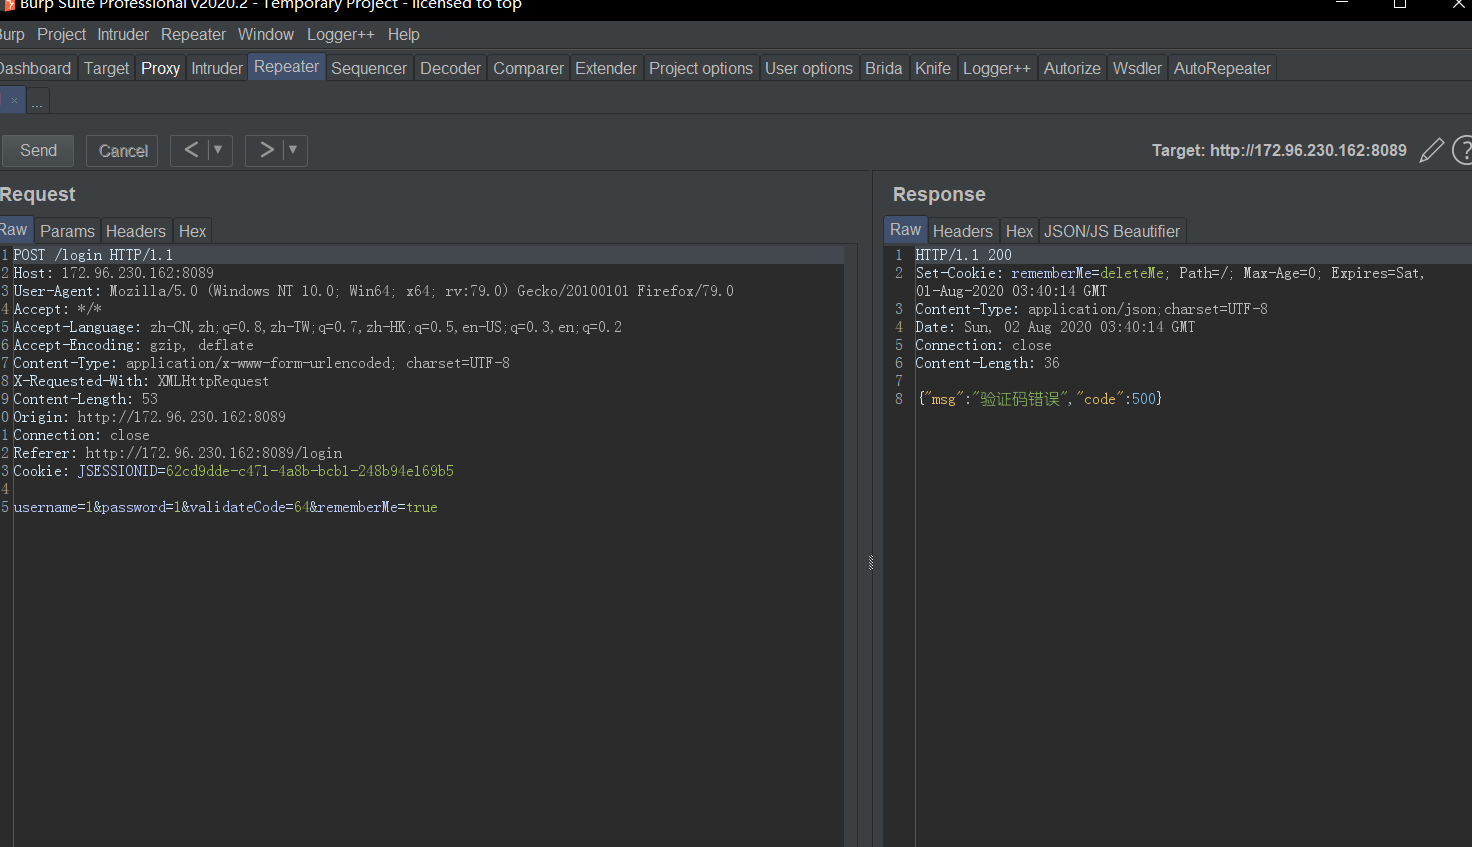 Burp Suite Professional v2020.2 - Temporary Project - licensed to top
Burp Project Intruder Repeater Window Logger++ Help
Dashboard Target Proxy Intruder Repeater Sequencer Decoder Comparer Extender Project options User options Brida Knife Logger++ Autorize Wsdler AutoRepeater
× ...
Send Cancel < ▼ > ▼ Target: http://172.96.230.162:8089 ?
Request
Raw Params Headers Hex
1 POST /login HTTP/1.1
2 Host: 172.96.230.162:8089
3 User-Agent: Mozilla/5.0 (Windows NT 10.0; Win64; x64; rv:79.0) Gecko/20100101 Firefox/79.0
4 Accept: */*
5 Accept-Language: zh-CN,zh;q=0.8,zh-TW;q=0.7,zh-HK;q=0.5,en-US;q=0.3,en;q=0.2
6 Accept-Encoding: gzip, deflate
7 Content-Type: application/x-www-form-urlencoded; charset=UTF-8
8 X-Requested-With: XMLHttpRequest
9 Content-Length: 53
0 Origin: http://172.96.230.162:8089
1 Connection: close
2 Referer: http://172.96.230.162:8089/login
3 Cookie: JSESSIONID=62cd9dde-c471-4a8b-bcb1-248b94e169b5
4
5 username=1&password=1&validateCode=64&rememberMe=true
Response
Raw Headers Hex JSON/JS Beautifier
1 HTTP/1.1 200
2 Set-Cookie: rememberMe=deleteMe; Path=/; Max-Age=0; Expires=Sat,
01-Aug-2020 03:40:14 GMT
3 Content-Type: application/json;charset=UTF-8
4 Date: Sun, 02 Aug 2020 03:40:14 GMT
5 Connection: close
6 Content-Length: 36
7
8 {"msg":"验证码错误","code":500}